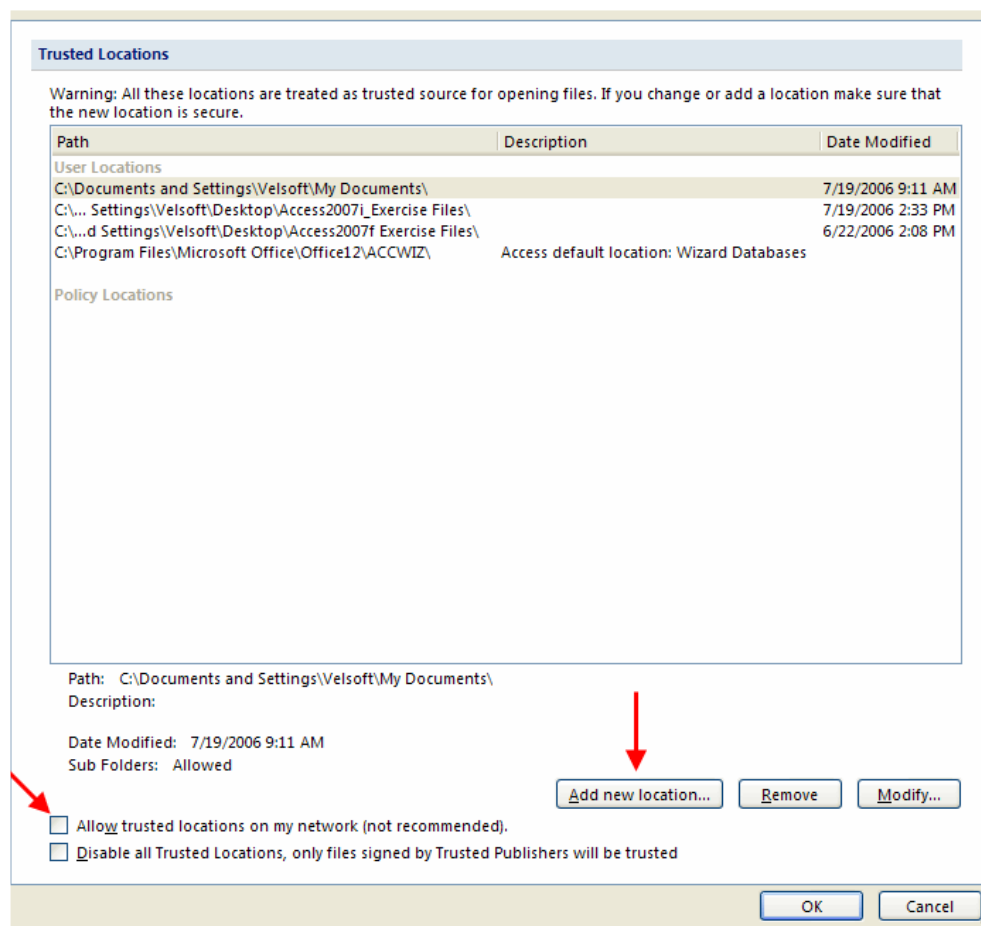 Trusted Locations
Warning: All these locations are treated as trusted source for opening files. If you change or add a location make sure that
the new location is secure.
Path Description Date Modified
User Locations
C:\Documents and Settings\Velsoft\My Documents\ 7/19/2006 9:11 AM
C:\... Settings\Velsoft\Desktop\Access2007i_Exercise Files\ 7/19/2006 2:33 PM
C:\...d Settings\Velsoft\Desktop\Access2007f Exercise Files\ 6/22/2006 2:08 PM
C:\Program Files\Microsoft Office\Office12\ACCWIZ\ Access default location: Wizard Databases
Policy Locations
Path: C:\Documents and Settings\Velsoft\My Documents\
Description:
Date Modified: 7/19/2006 9:11 AM
Sub Folders: Allowed
Add new location... Remove Modify...
Allow trusted locations on my network (not recommended).
Disable all Trusted Locations, only files signed by Trusted Publishers will be trusted
OK Cancel